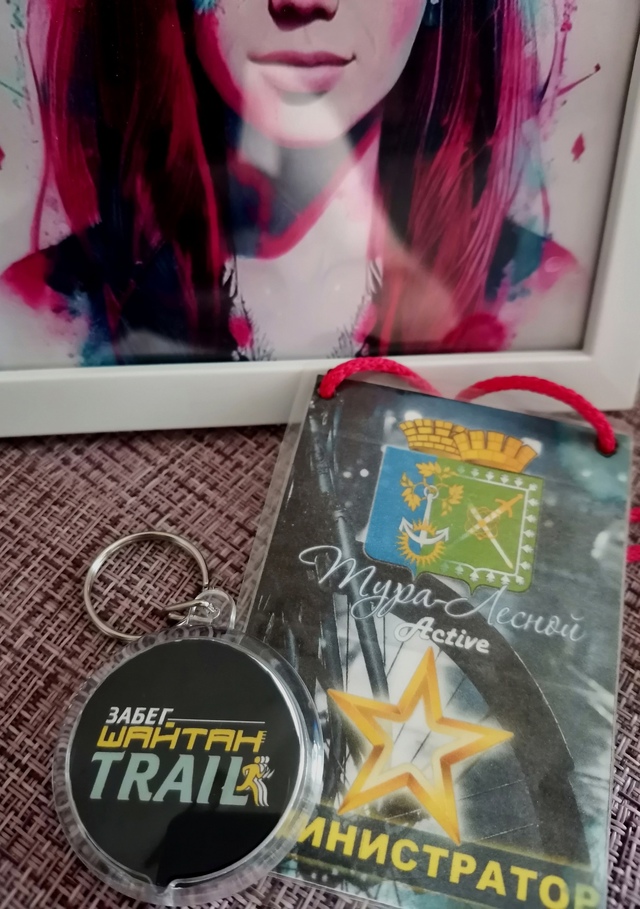 Тура-Лесной
Active
ЗАБЕГ
ШАЙТАН
TRAIL
ИНИСТРАТОР